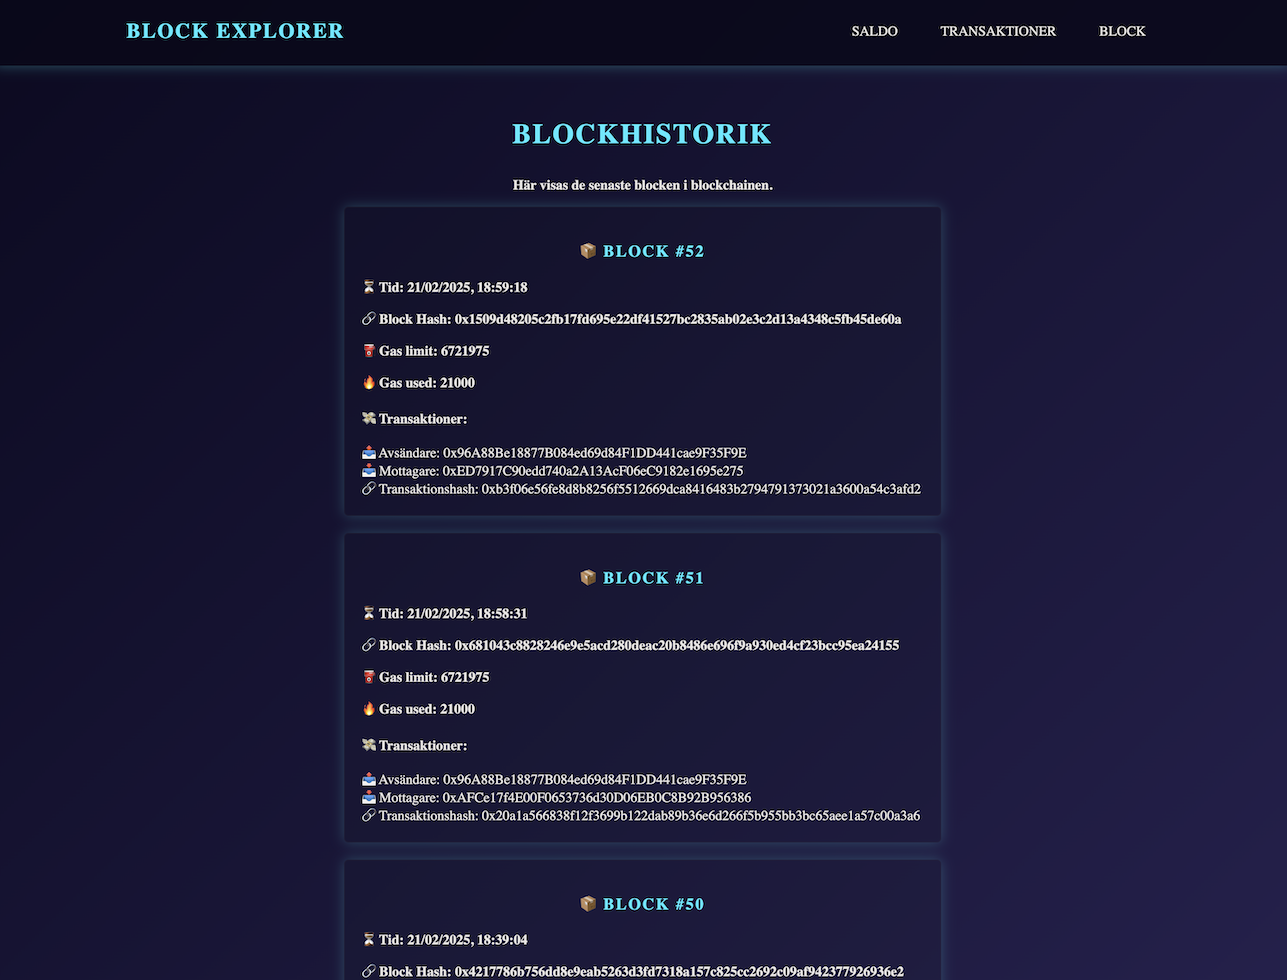 BLOCK EXPLORER
SALDO TRANSAKTIONER BLOCK
BLOCKHISTORIK
Här visas de senaste blocken i blockchainen.
BLOCK #52
Tid: 21/02/2025, 18:59:18
Block Hash: 0x1509d48205c2fb17fd695e22df41527bc2835ab02e3c2d13a4348c5fb45de60a
Gas limit: 6721975
Gas used: 21000
Transaktioner:
Avsändare: 0x96A88Be18877B084ed69d84F1DD441cae9F35F9E
Mottagare: 0xED7917C90edd740a2A13AcF06eC9182e1695e275
Transaktionshash: 0xb3f06e56fe8d8b8256f5512669dca8416483b2794791373021a3600a54c3afd2
BLOCK #51
Tid: 21/02/2025, 18:58:31
Block Hash: 0x681043c8828246e9e5acd280deac20b8486e696f9a930ed4cf23bcc95ea24155
Gas limit: 6721975
Gas used: 21000
Transaktioner:
Avsändare: 0x96A88Be18877B084ed69d84F1DD441cae9F35F9E
Mottagare: 0xAFCe17f4E00F0653736d30D06EB0C8B92B956386
Transaktionshash: 0x20a1a566838f12f3699b122dab89b36e6d266f5b955bb3bc65aee1a57c00a3a6
BLOCK #50
Tid: 21/02/2025, 18:39:04
Block Hash: 0x4217786b756dd8e9eab5263d3fd7318a157c825cc2692c09af942377926936e2